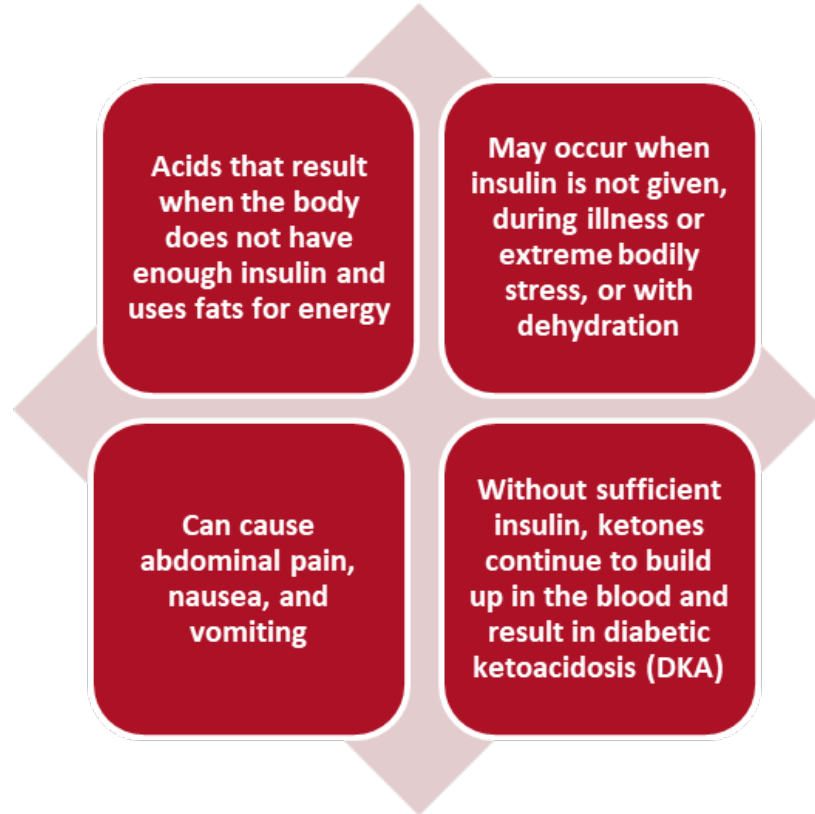 Acids that result
when the body
does not have
enough insulin and
uses fats for energy
May occur when
insulin is not given,
during illness or
extreme bodily
stress, or with
dehydration
Can cause
abdominal pain,
nausea, and
vomiting
Without sufficient
insulin, ketones
continue to build
up in the blood and
result in diabetic
ketoacidosis (DKA)